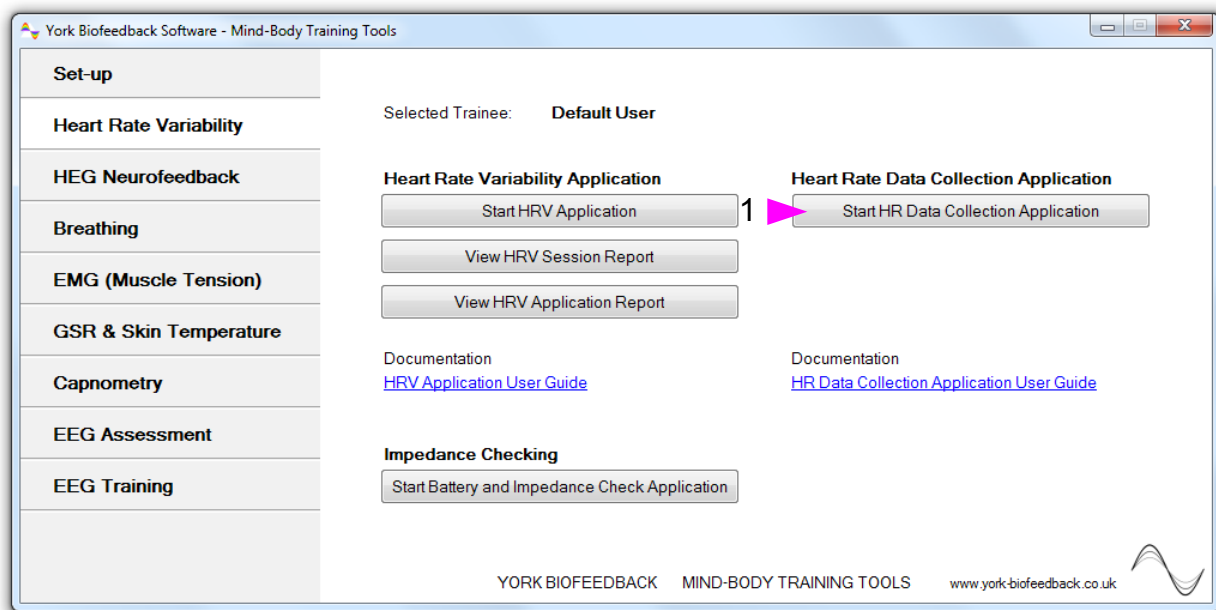 York Biofeedback Software - Mind-Body Training Tools
Set-up
Heart Rate Variability
HEG Neurofeedback
Breathing
EMG (Muscle Tension)
GSR & Skin Temperature
Capnometry
EEG Assessment
EEG Training
Selected Trainee: Default User
Heart Rate Variability Application
Start HRV Application
View HRV Session Report
View HRV Application Report
Documentation
HRV Application User Guide
Impedance Checking
Start Battery and Impedance Check Application
Heart Rate Data Collection Application
1
Start HR Data Collection Application
Documentation
HR Data Collection Application User Guide
YORK BIOFEEDBACK MIND-BODY TRAINING TOOLS www.york-biofeedback.co.uk